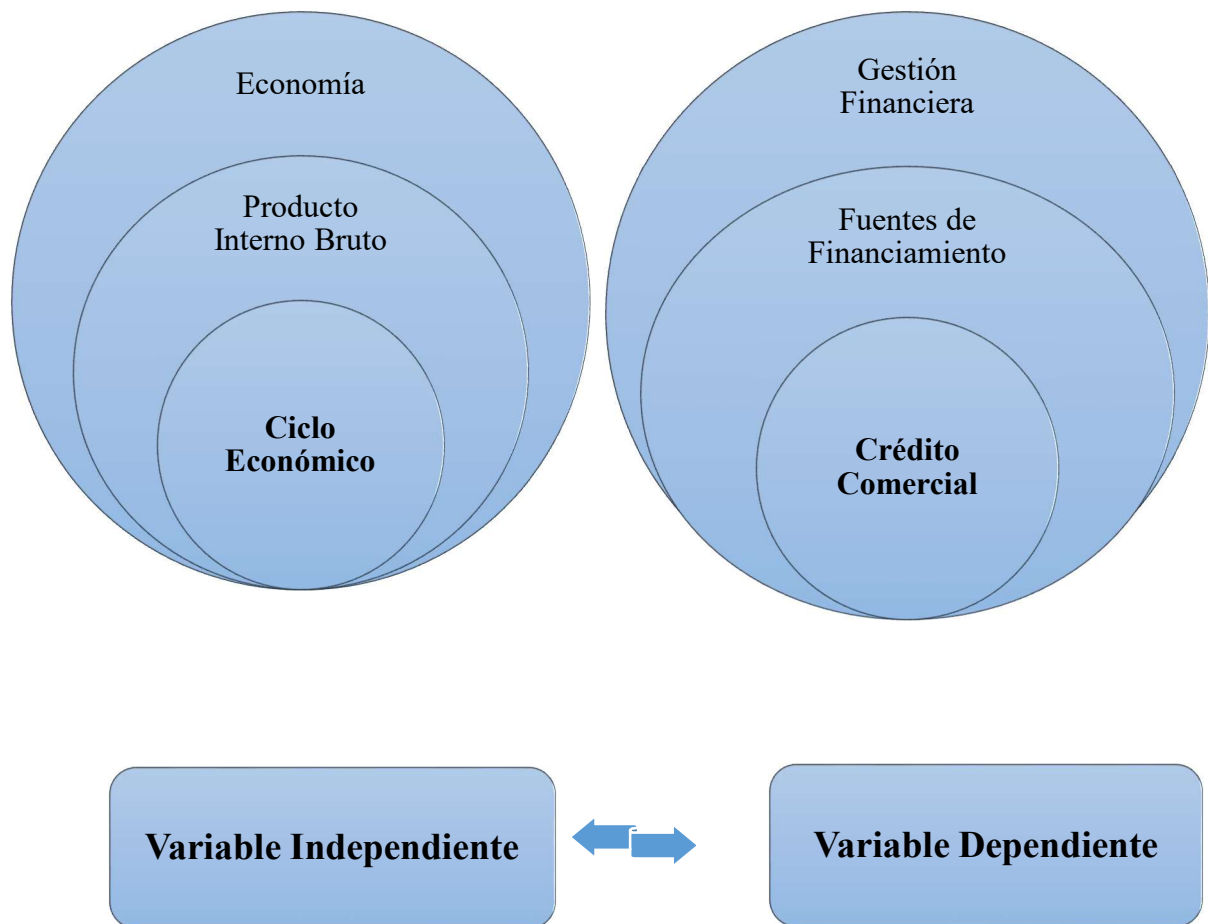 Economía
Producto
Interno Bruto
Ciclo
Económico
Gestión
Financiera
Fuentes de
Financiamiento
Crédito
Comercial
Variable Independiente
Variable Dependiente